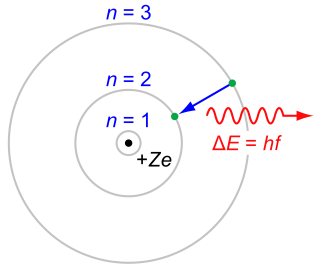 n = 3
n = 2
n = 1
+Ze
ΔE = hf